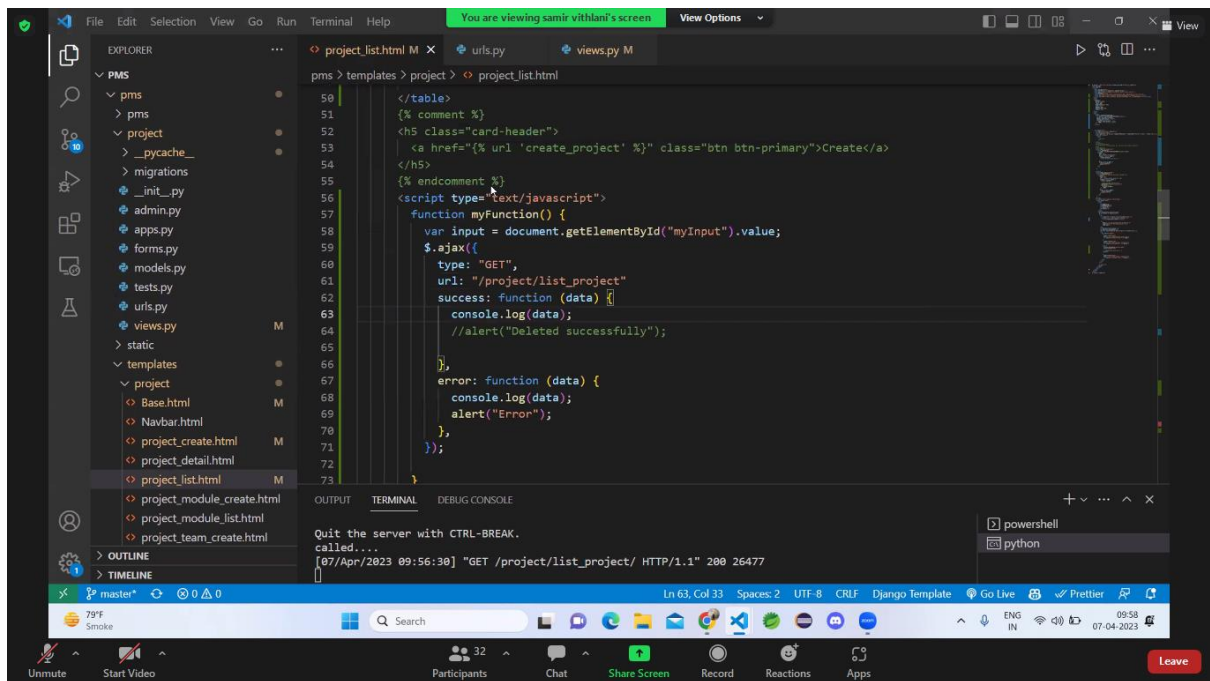 File Edit Selection View Go Run Terminal Help
You are viewing samir vithlani's screen View Options
View
EXPLORER
PMS
pms
pms
project
__pycache__
migrations
__init__.py
admin.py
apps.py
forms.py
models.py
tests.py
urls.py
views.py M
static
templates
project
Base.html M
Navbar.html
project_create.html M
project_detail.html
project_list.html M
project_module_create.html
project_module_list.html
project_team_create.html
OUTLINE
TIMELINE
10
1
project_list.html M urls.py views.py M
pms > templates > project > project_list.html
50 </table>
51 {% comment %}
52 <h5 class="card-header">
53 <a href="{% url 'create_project' %}" class="btn btn-primary">Create</a>
54 </h5>
55 {% endcomment %}
56 <script type="text/javascript">
57 function myFunction() {
58 var input = document.getElementById("myInput").value;
59 $.ajax({
60 type: "GET",
61 url: "/project/list_project"
62 success: function (data) {
63 console.log(data);
64 //alert("Deleted successfully");
65
66 },
67 error: function (data) {
68 console.log(data);
69 alert("Error");
70 },
71 });
72
73 }
OUTPUT TERMINAL DEBUG CONSOLE
Quit the server with CTRL-BREAK.
called....
[07/Apr/2023 09:56:30] "GET /project/list_project/ HTTP/1.1" 200 26477
powershell
python
master* 0 0 Ln 63, Col 33 Spaces: 2 UTF-8 CRLF Django Template Go Live Prettier
79°F
Smoke
Search
ENG
IN
09:58
07-04-2023
Unmute Start Video Participants 32 Chat Share Screen Record Reactions Apps Leave